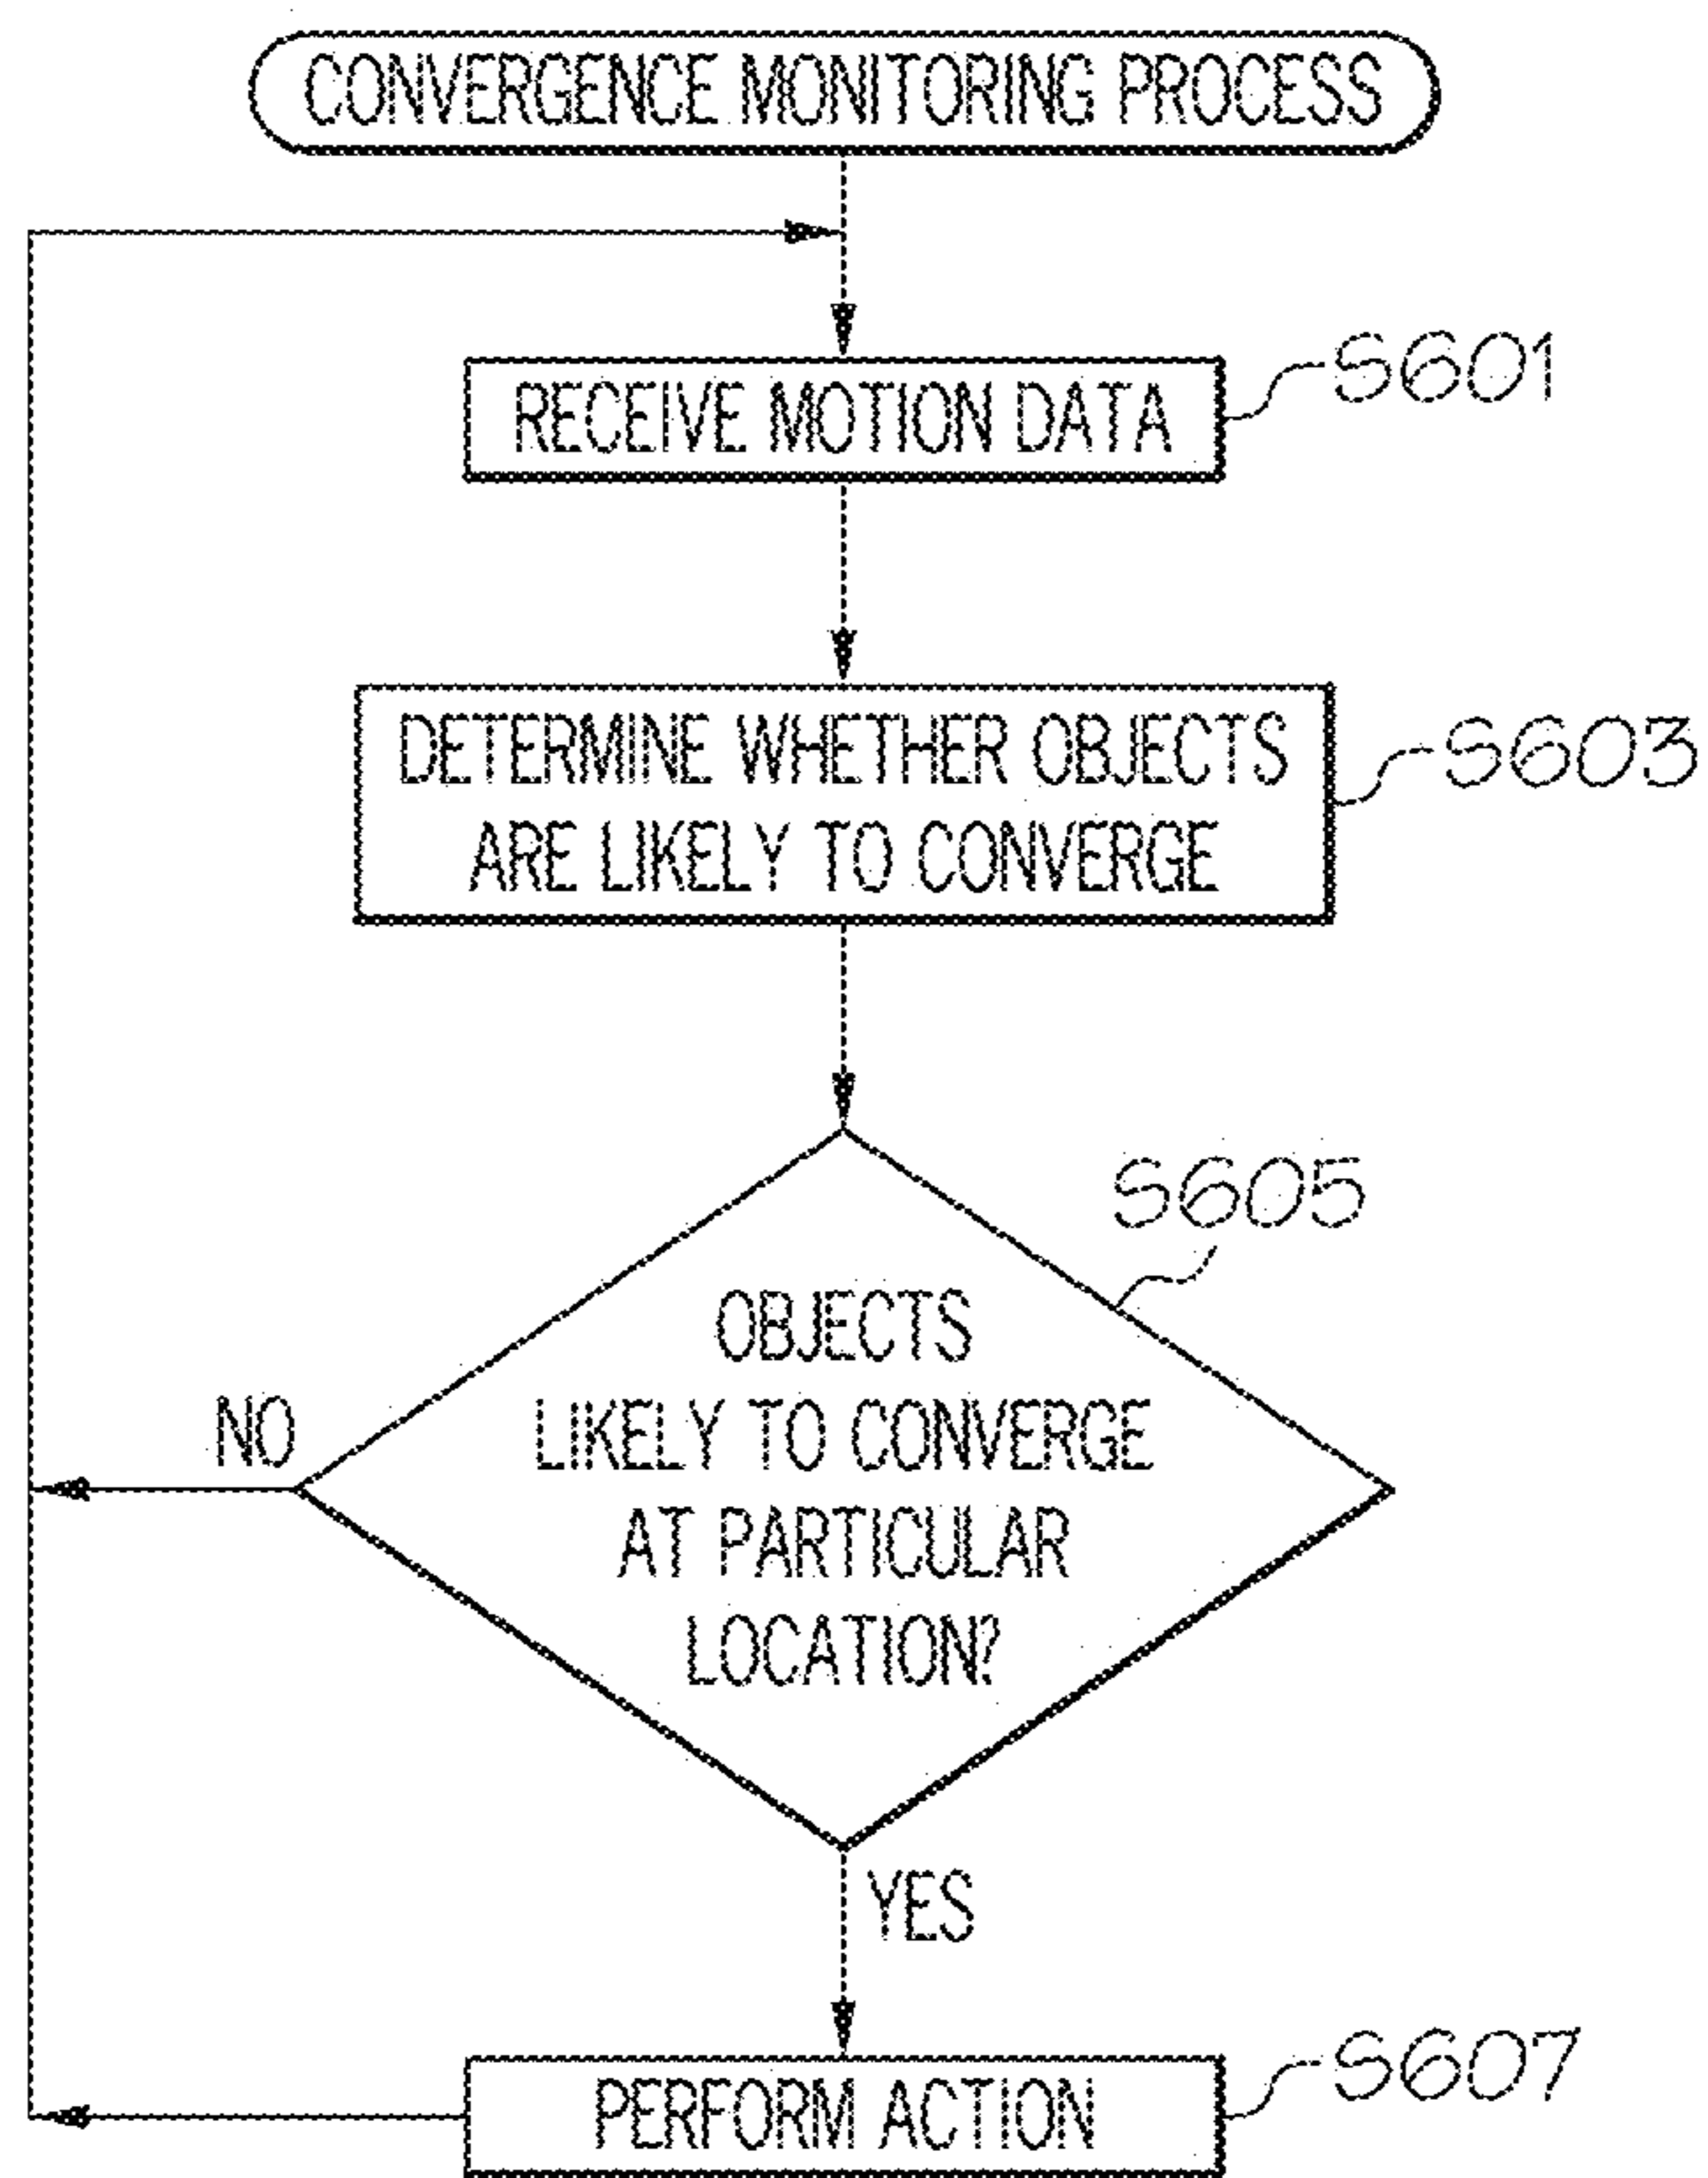 CONVERGENCE MONITORING PROCESS
RECEIVE MOTION DATA
S601
DETERMINE WHETHER OBJECTS
ARE LIKELY TO CONVERGE
S603
S605
OBJECTS
LIKELY TO CONVERGE
AT PARTICULAR
LOCATION?
NO
YES
PERFORM ACTION
S607